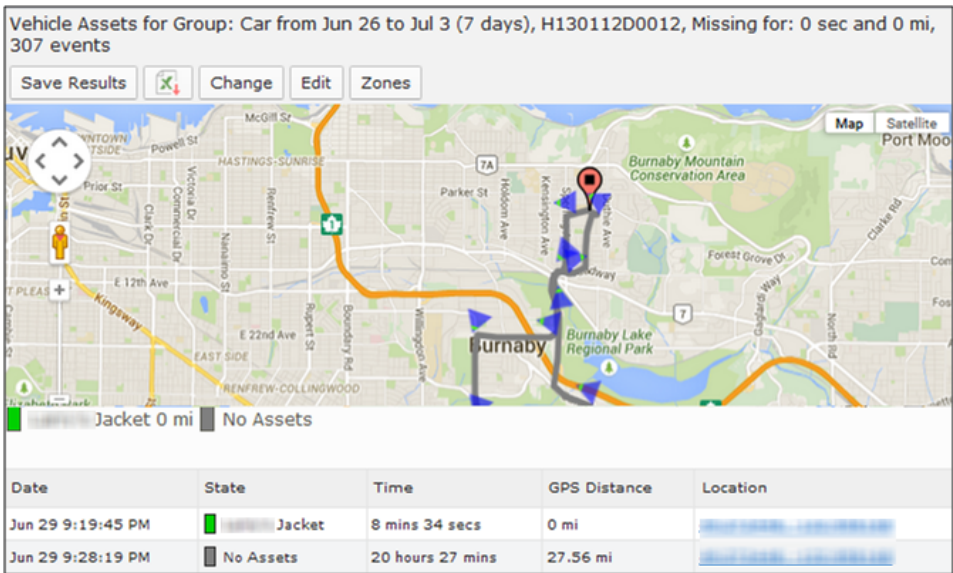 Vehicle Assets for Group: Car from Jun 26 to Jul 3 (7 days), H130112D0012, Missing for: 0 sec and 0 mi,
307 events
Save Results Change Edit Zones
McGill St
Map Satellite
Powell St
Port Moo
HASTINGS-SUNRISE
7A
Burnaby Mountain
Conservation Area
Prior St
Victoria Dr
Commercial Dr
Clark Dr
Nanaimo St
Renfrew St
Parker St
Holdom Ave
Kensington Ave
Clarke Rd
1
Forest Grove Dr
E 12th Ave
Kingsway
Gaglardi Way
7
North Rd
Rupert St
Boundary Rd
Willingdon Ave
E 22nd Ave
EAST SIDE
Burnaby
Burnaby Lake
Regional Park
RENFREW-COLLINGWOOD
Jacket 0 mi No Assets
Date State Time GPS Distance Location
Jun 29 9:19:45 PM Jacket 8 mins 34 secs 0 mi
Jun 29 9:28:19 PM No Assets 20 hours 27 mins 27.56 mi